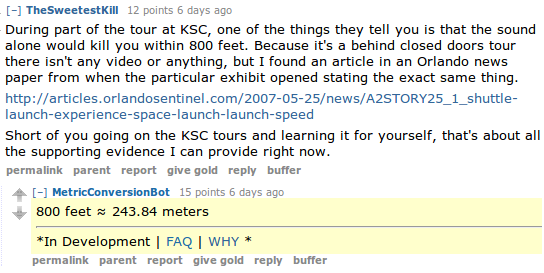 [–] TheSweetestKill 12 points 6 days ago
During part of the tour at KSC, one of the things they tell you is that the sound
alone would kill you within 800 feet. Because it's a behind closed doors tour
there isn't any video or anything, but I found an article in an Orlando news
paper from when the particular exhibit opened stating the exact same thing.
http://articles.orlandosentinel.com/2007-05-25/news/A2STORY25_1_shuttle-
launch-experience-space-launch-launch-speed
Short of you going on the KSC tours and learning it for yourself, that's about all
the supporting evidence I can provide right now.
permalink parent report give gold reply buffer
[–] MetricConversionBot 15 points 6 days ago
800 feet ≈ 243.84 meters
*In Development | FAQ | WHY *
permalink parent report give gold reply buffer